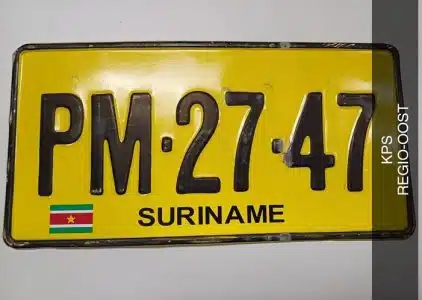 PM·27·47
SURINAME
KPS
REGIO-OOST